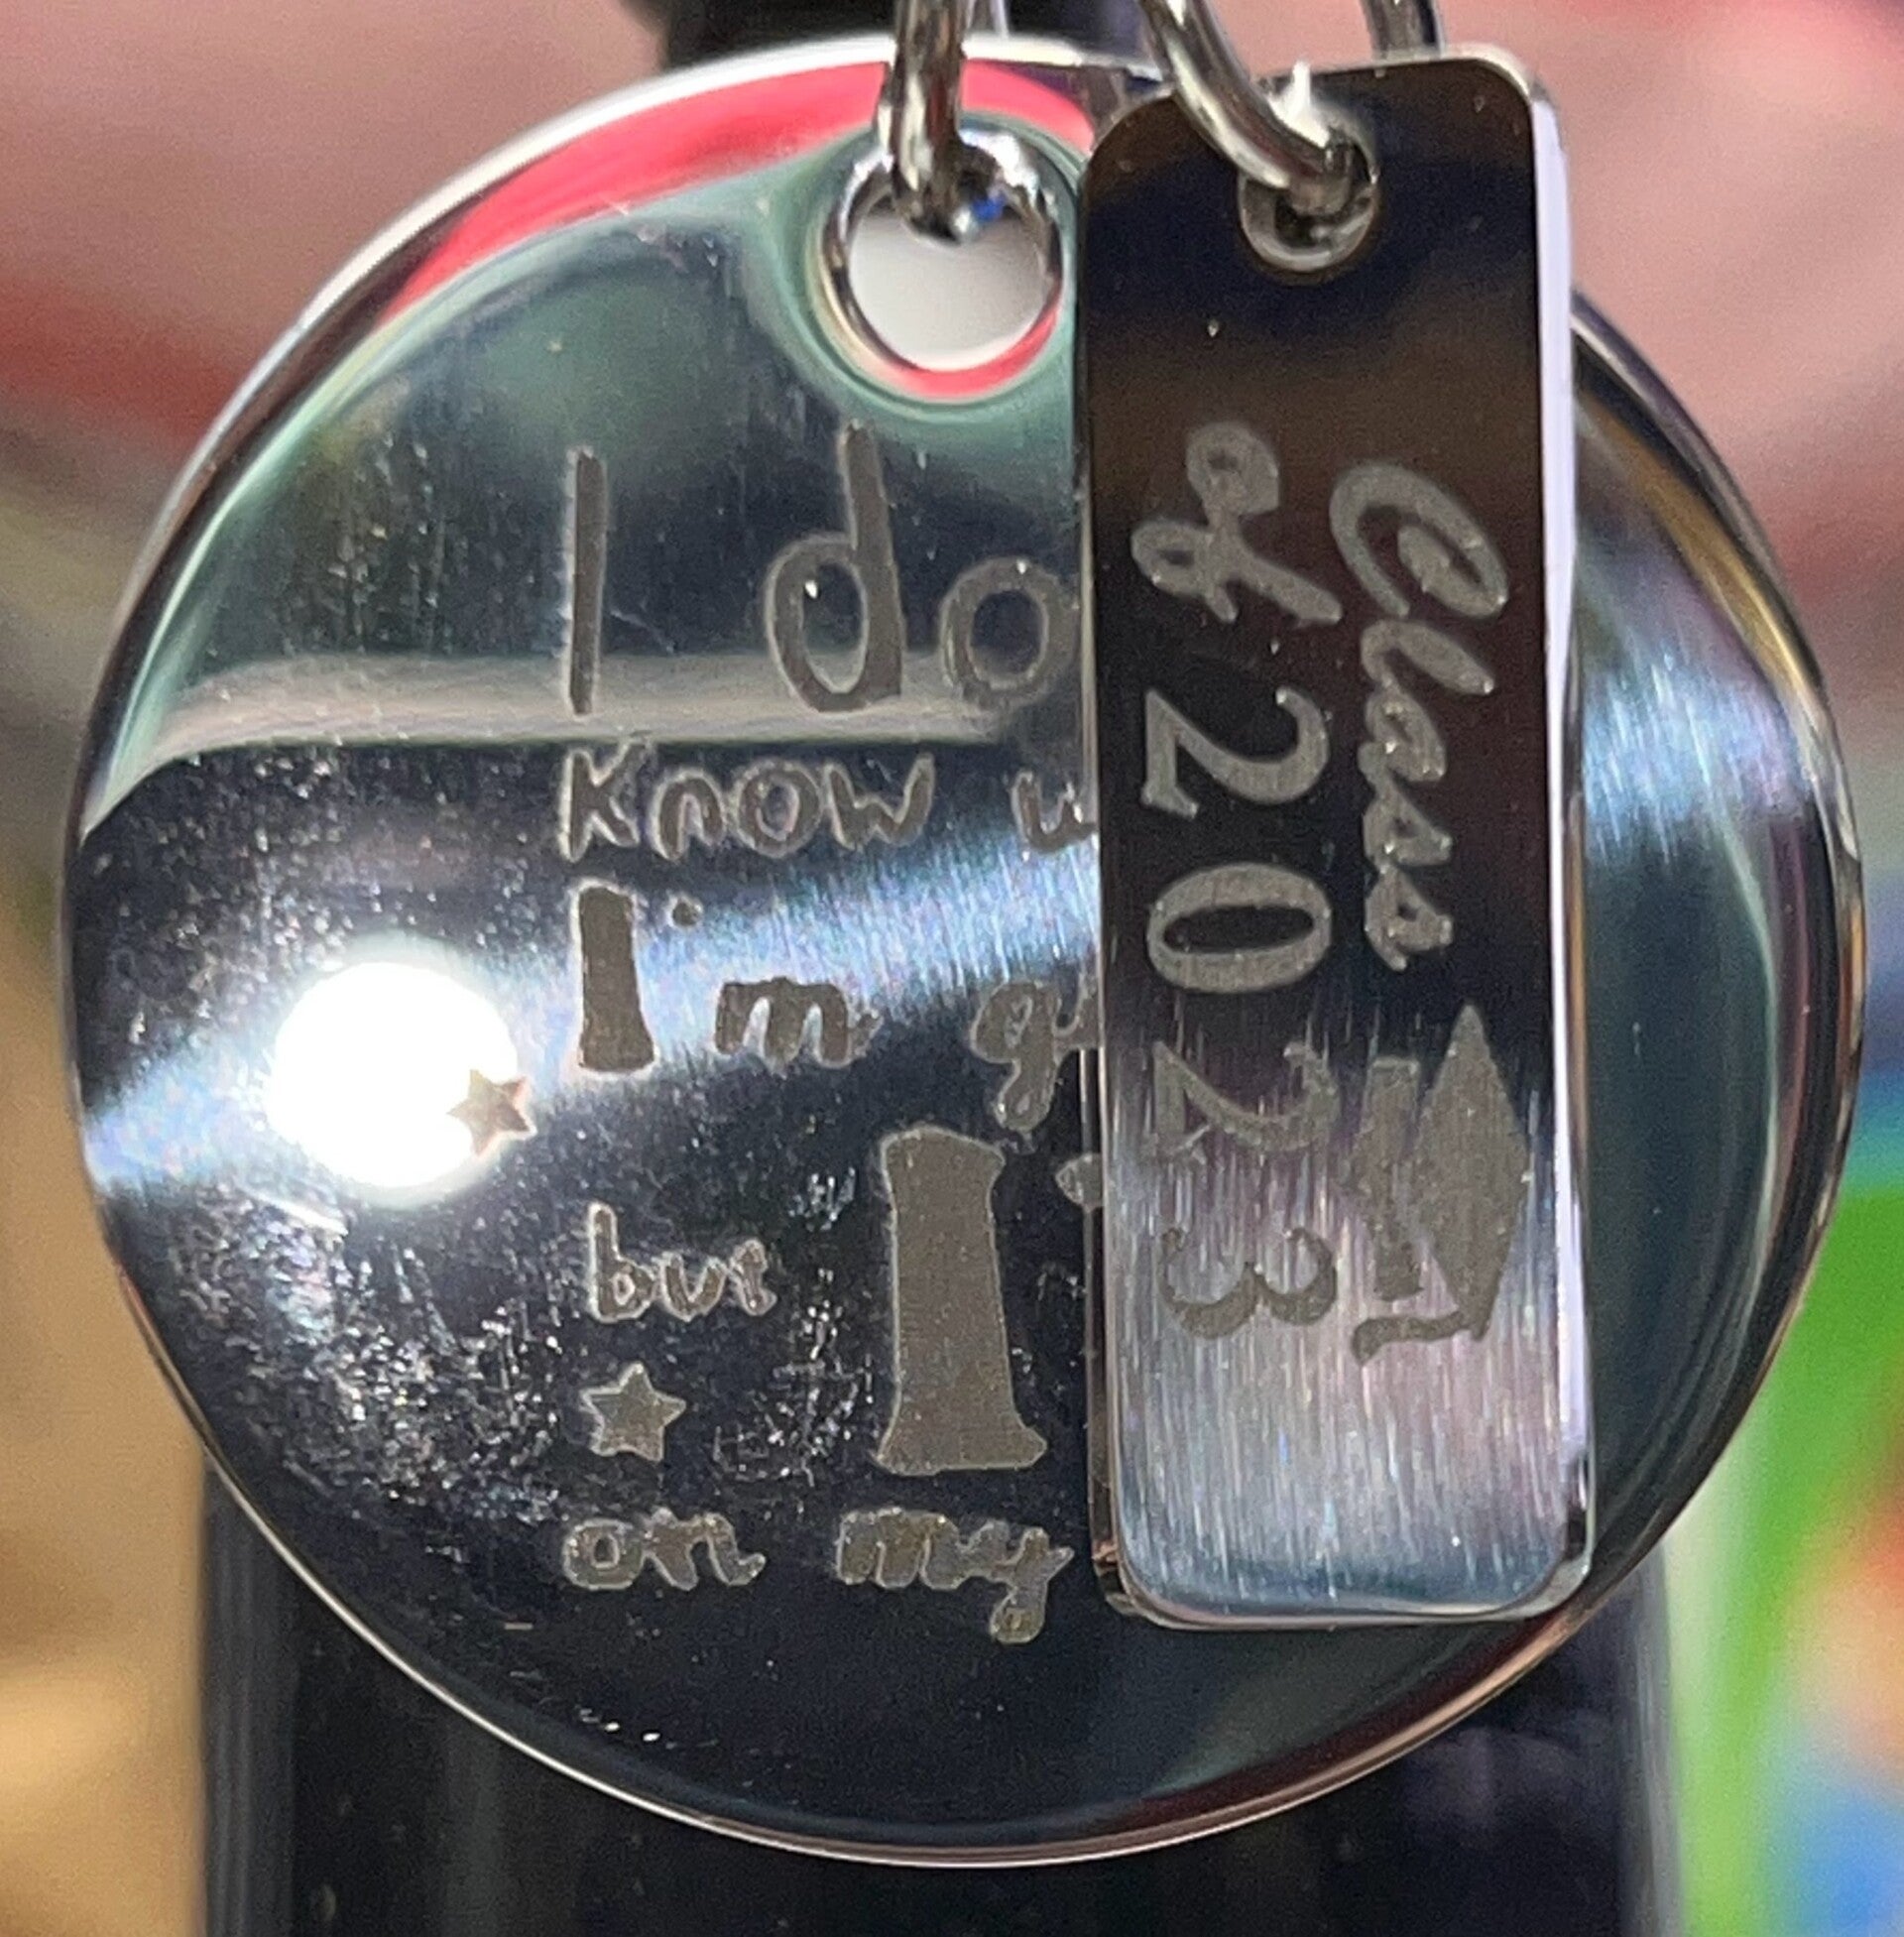 I do
Know
I'm
but I
on my
Class
of 2023